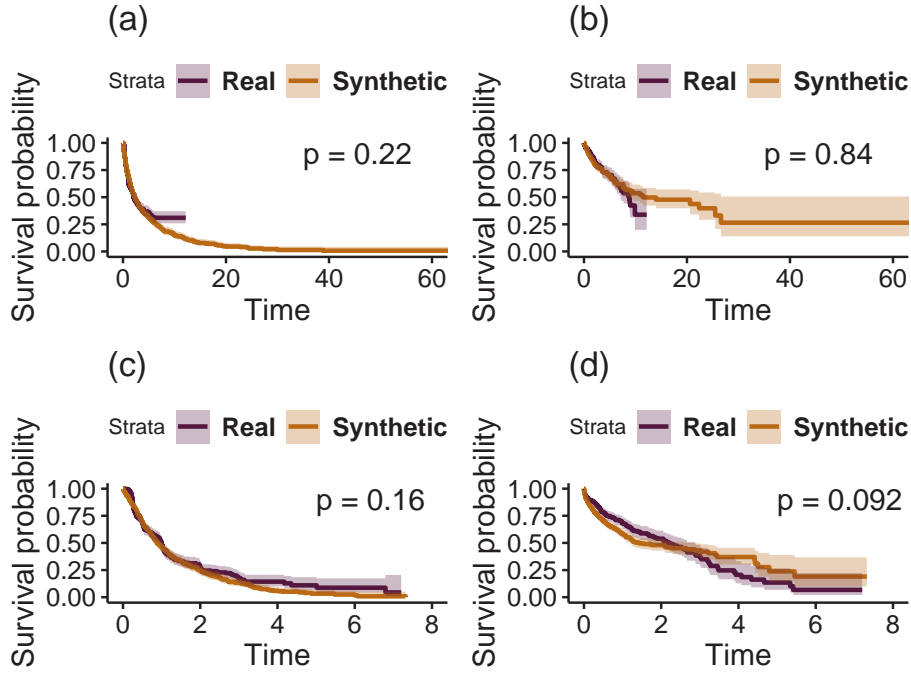 (a)
Strata Real Synthetic
Survival probability
1.00
0.75
0.50
0.25
0.00
p = 0.22
0 20 40 60
Time
(b)
Strata Real Synthetic
Survival probability
1.00
0.75
0.50
0.25
0.00
p = 0.84
0 20 40 60
Time
(c)
Strata Real Synthetic
Survival probability
1.00
0.75
0.50
0.25
0.00
p = 0.16
0 2 4 6 8
Time
(d)
Strata Real Synthetic
Survival probability
1.00
0.75
0.50
0.25
0.00
p = 0.092
0 2 4 6 8
Time